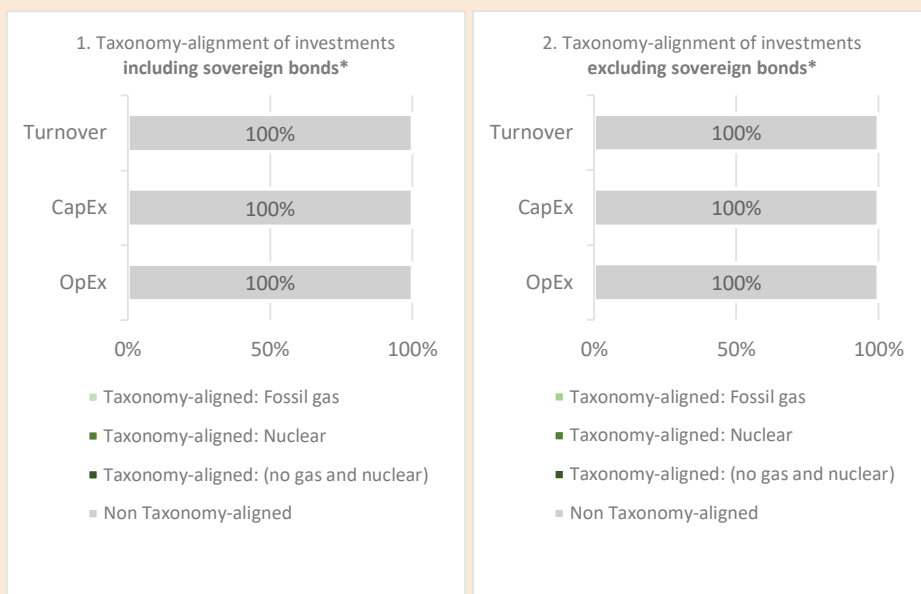 1. Taxonomy-alignment of investments
including sovereign bonds*
Turnover
100%
CapEx
100%
OpEx
100%
0%
50%
100%
Taxonomy-aligned: Fossil gas
Taxonomy-aligned: Nuclear
Taxonomy-aligned: (no gas and nuclear)
Non Taxonomy-aligned
2. Taxonomy-alignment of investments
excluding sovereign bonds*
Turnover
100%
CapEx
100%
OpEx
100%
0%
50%
100%
Taxonomy-aligned: Fossil gas
Taxonomy-aligned: Nuclear
Taxonomy-aligned: (no gas and nuclear)
Non Taxonomy-aligned